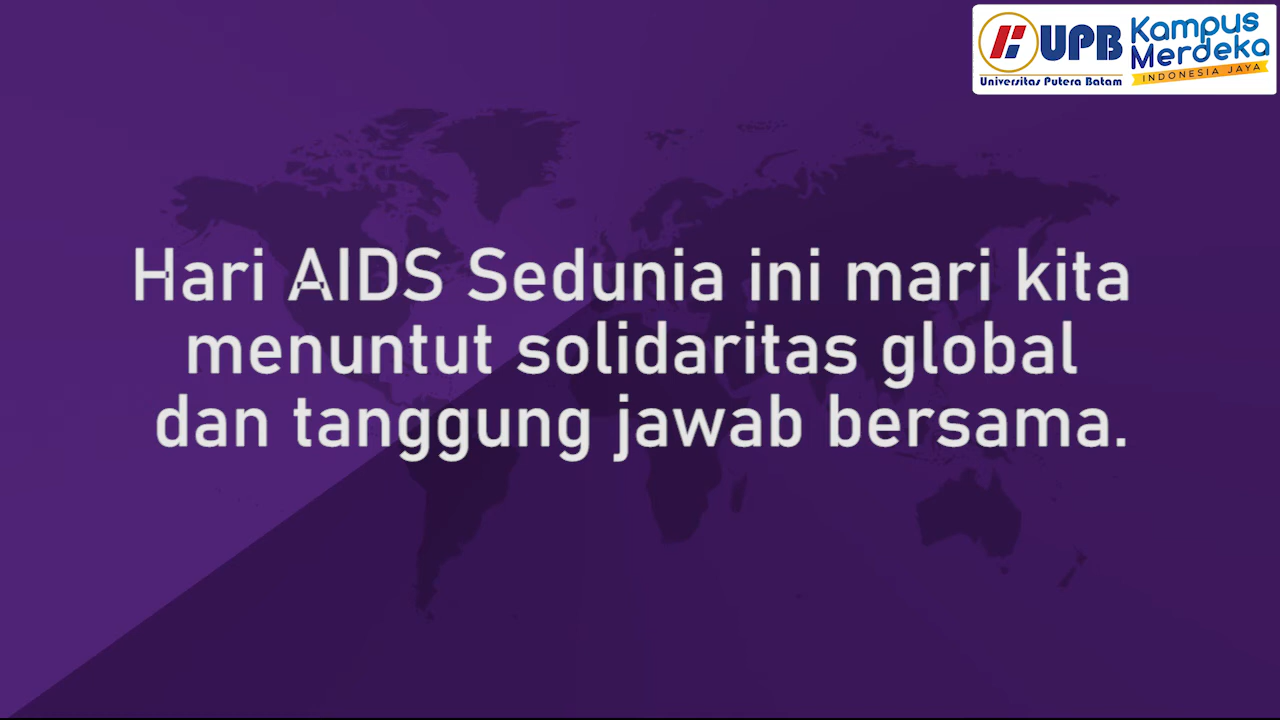 UPB
Universitas Putera Batam
Kampus
Merdeka
INDONESIA JAYA
Hari AIDS Sedunia ini mari kita
menuntut solidaritas global
dan tanggung jawab bersama.